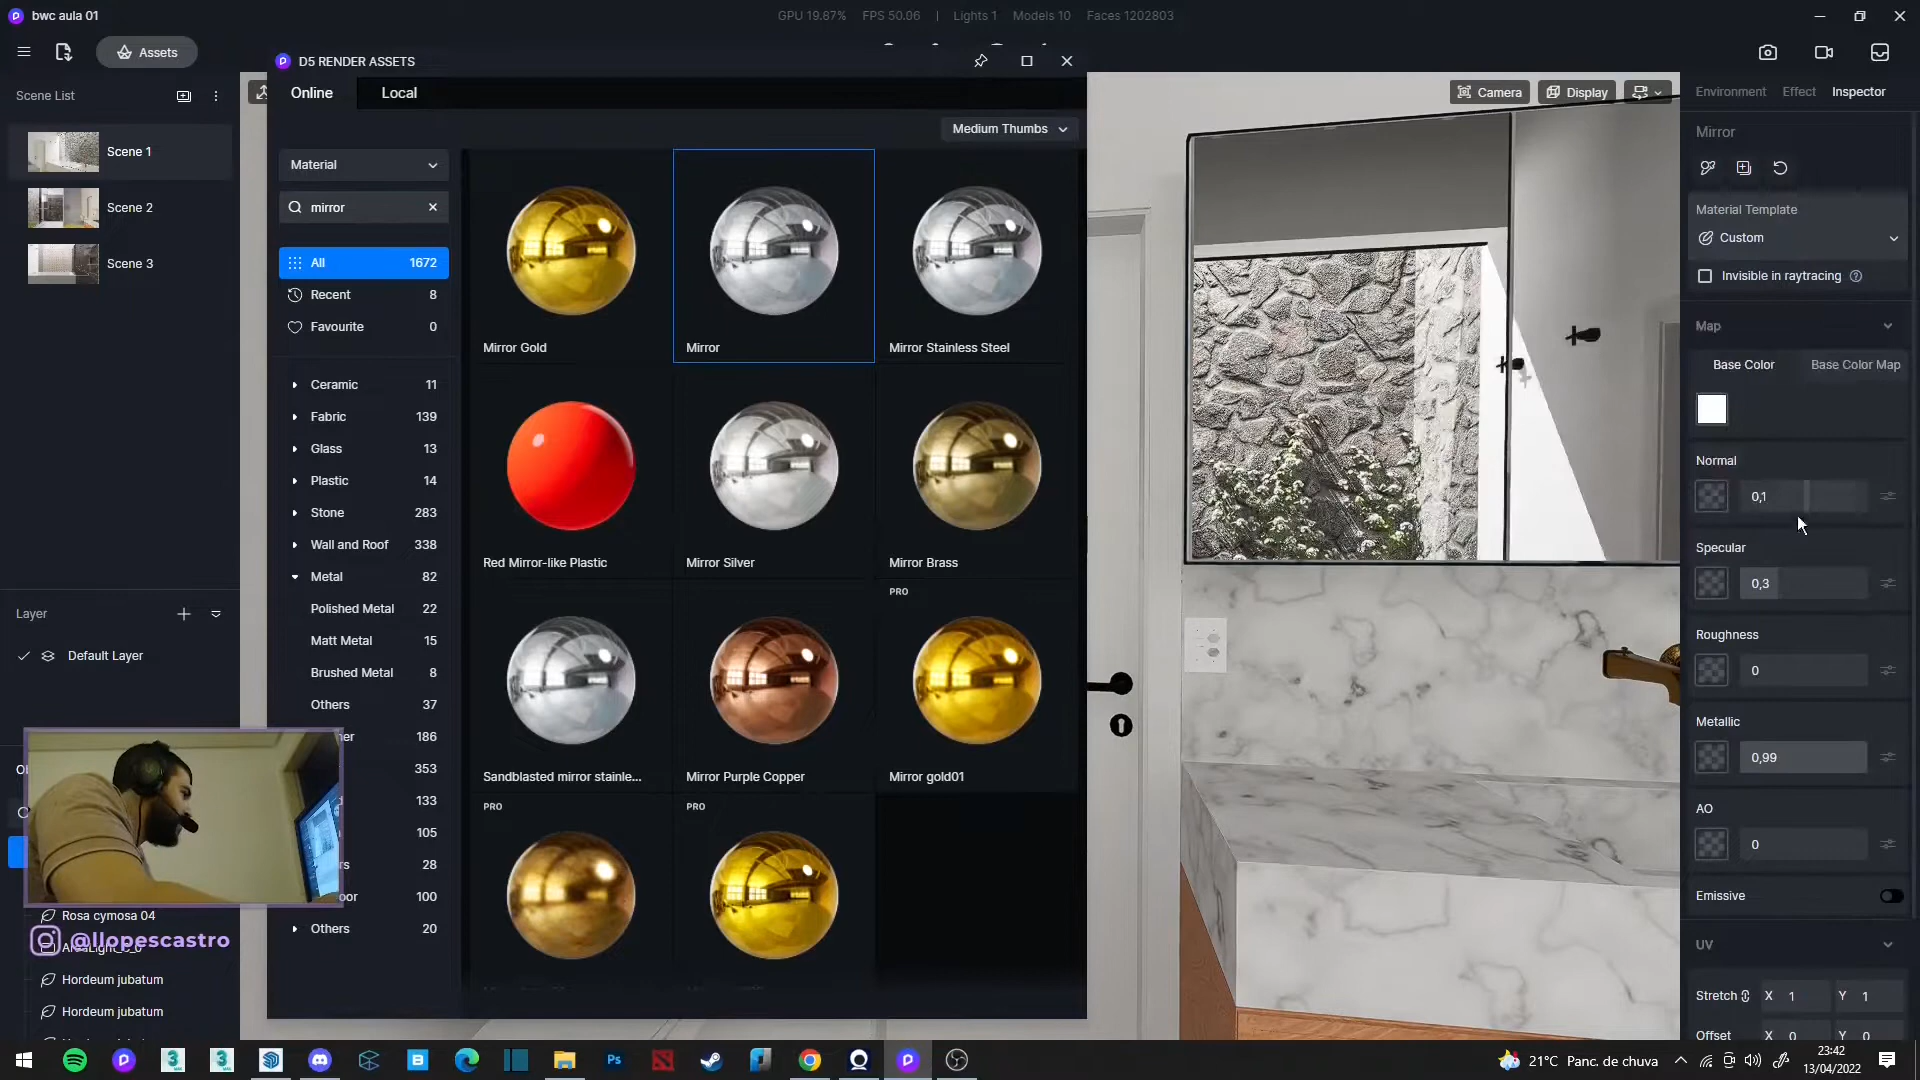 bwc aula 01
GPU 19.87% FPS 50.06 | Lights 1 Models 10 Faces 1202803
Assets
Scene List
Scene 1
Scene 2
Scene 3
Layer
Default Layer
Rosa cymosa 04
@llopescastro
Hordeum jubatum
Hordeum jubatum
D5 RENDER ASSETS
Online
Local
Medium Thumbs
Material
mirror
All 1672
Recent 8
Favourite 0
Ceramic 11
Fabric 139
Glass 13
Plastic 14
Stone 283
Wall and Roof 338
Metal 82
Polished Metal 22
Matt Metal 15
Brushed Metal 8
Others 37
186
353
133
105
28
100
Others 20
Mirror Gold
Mirror
Mirror Stainless Steel
Red Mirror-like Plastic
Mirror Silver
Mirror Brass
Sandblasted mirror stainle...
Mirror Purple Copper
PRO
Mirror gold01
PRO
PRO
Camera
Display
Environment
Effect
Inspector
Mirror
Material Template
Custom
Invisible in raytracing
Map
Base Color
Base Color Map
Normal
0,1
Specular
0,3
Roughness
0
Metallic
0,99
AO
0
Emissive
UV
Stretch X 1 Y 1
Offset X 0 Y 0
21°C Panc. de chuva
23:42
13/04/2022